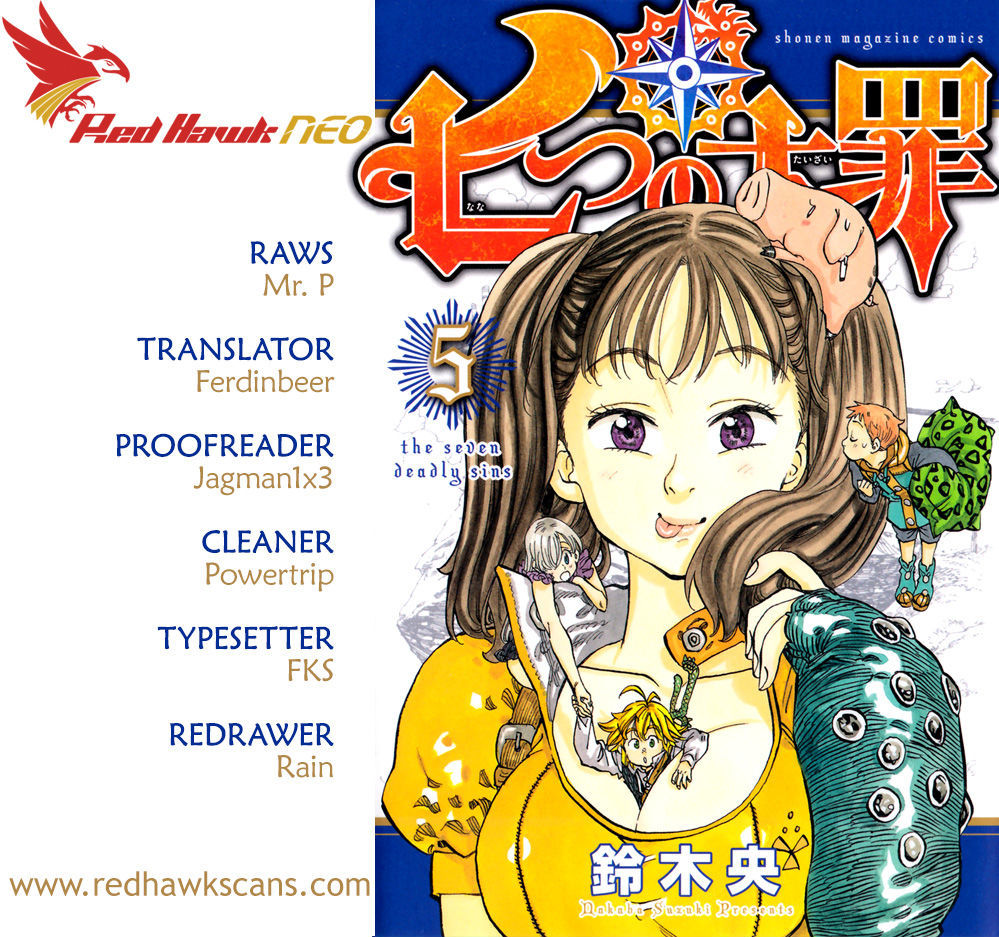 Red Hawk NEO
RAWS
Mr. P
TRANSLATOR
Ferdinbeer
PROOFREADER
Jagman1x3
CLEANER
Powertrip
TYPESETTER
FKS
REDRAWER
Rain
www.redhawkscans.com
shonen magazine comics
七つの大罪
なな
たいざい
5
the seven
deadly sins
鈴木央
Nakaba Suzuki Presents